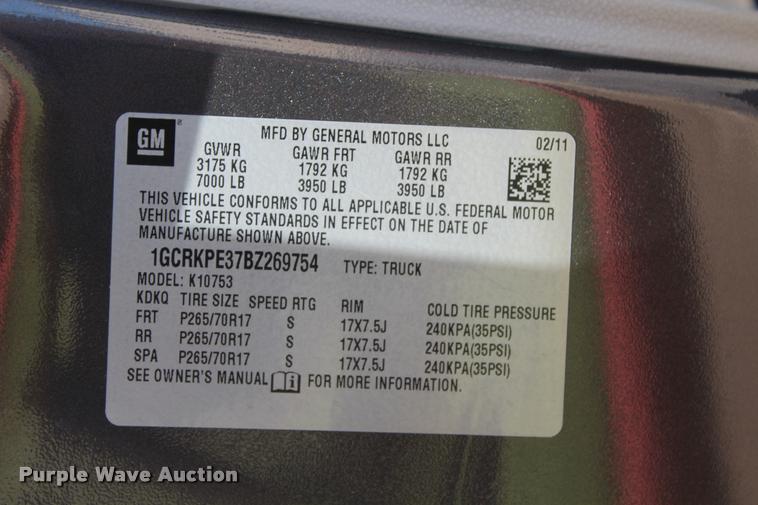 GM
MFD BY GENERAL MOTORS LLC 02/11
GVWR GAWR FRT GAWR RR
3175 KG 1792 KG 1792 KG
7000 LB 3950 LB 3950 LB
THIS VEHICLE CONFORMS TO ALL APPLICABLE U.S. FEDERAL MOTOR
VEHICLE SAFETY STANDARDS IN EFFECT ON THE DATE OF
MANUFACTURE SHOWN ABOVE.
1GCRKPE37BZ269754 TYPE: TRUCK
MODEL: K10753
KDKQ TIRE SIZE SPEED RTG RIM COLD TIRE PRESSURE
FRT P265/70R17 S 17X7.5J 240KPA(35PSI)
RR P265/70R17 S 17X7.5J 240KPA(35PSI)
SPA P265/70R17 S 17X7.5J 240KPA(35PSI)
SEE OWNER'S MANUAL i FOR MORE INFORMATION.
Purple Wave Auction